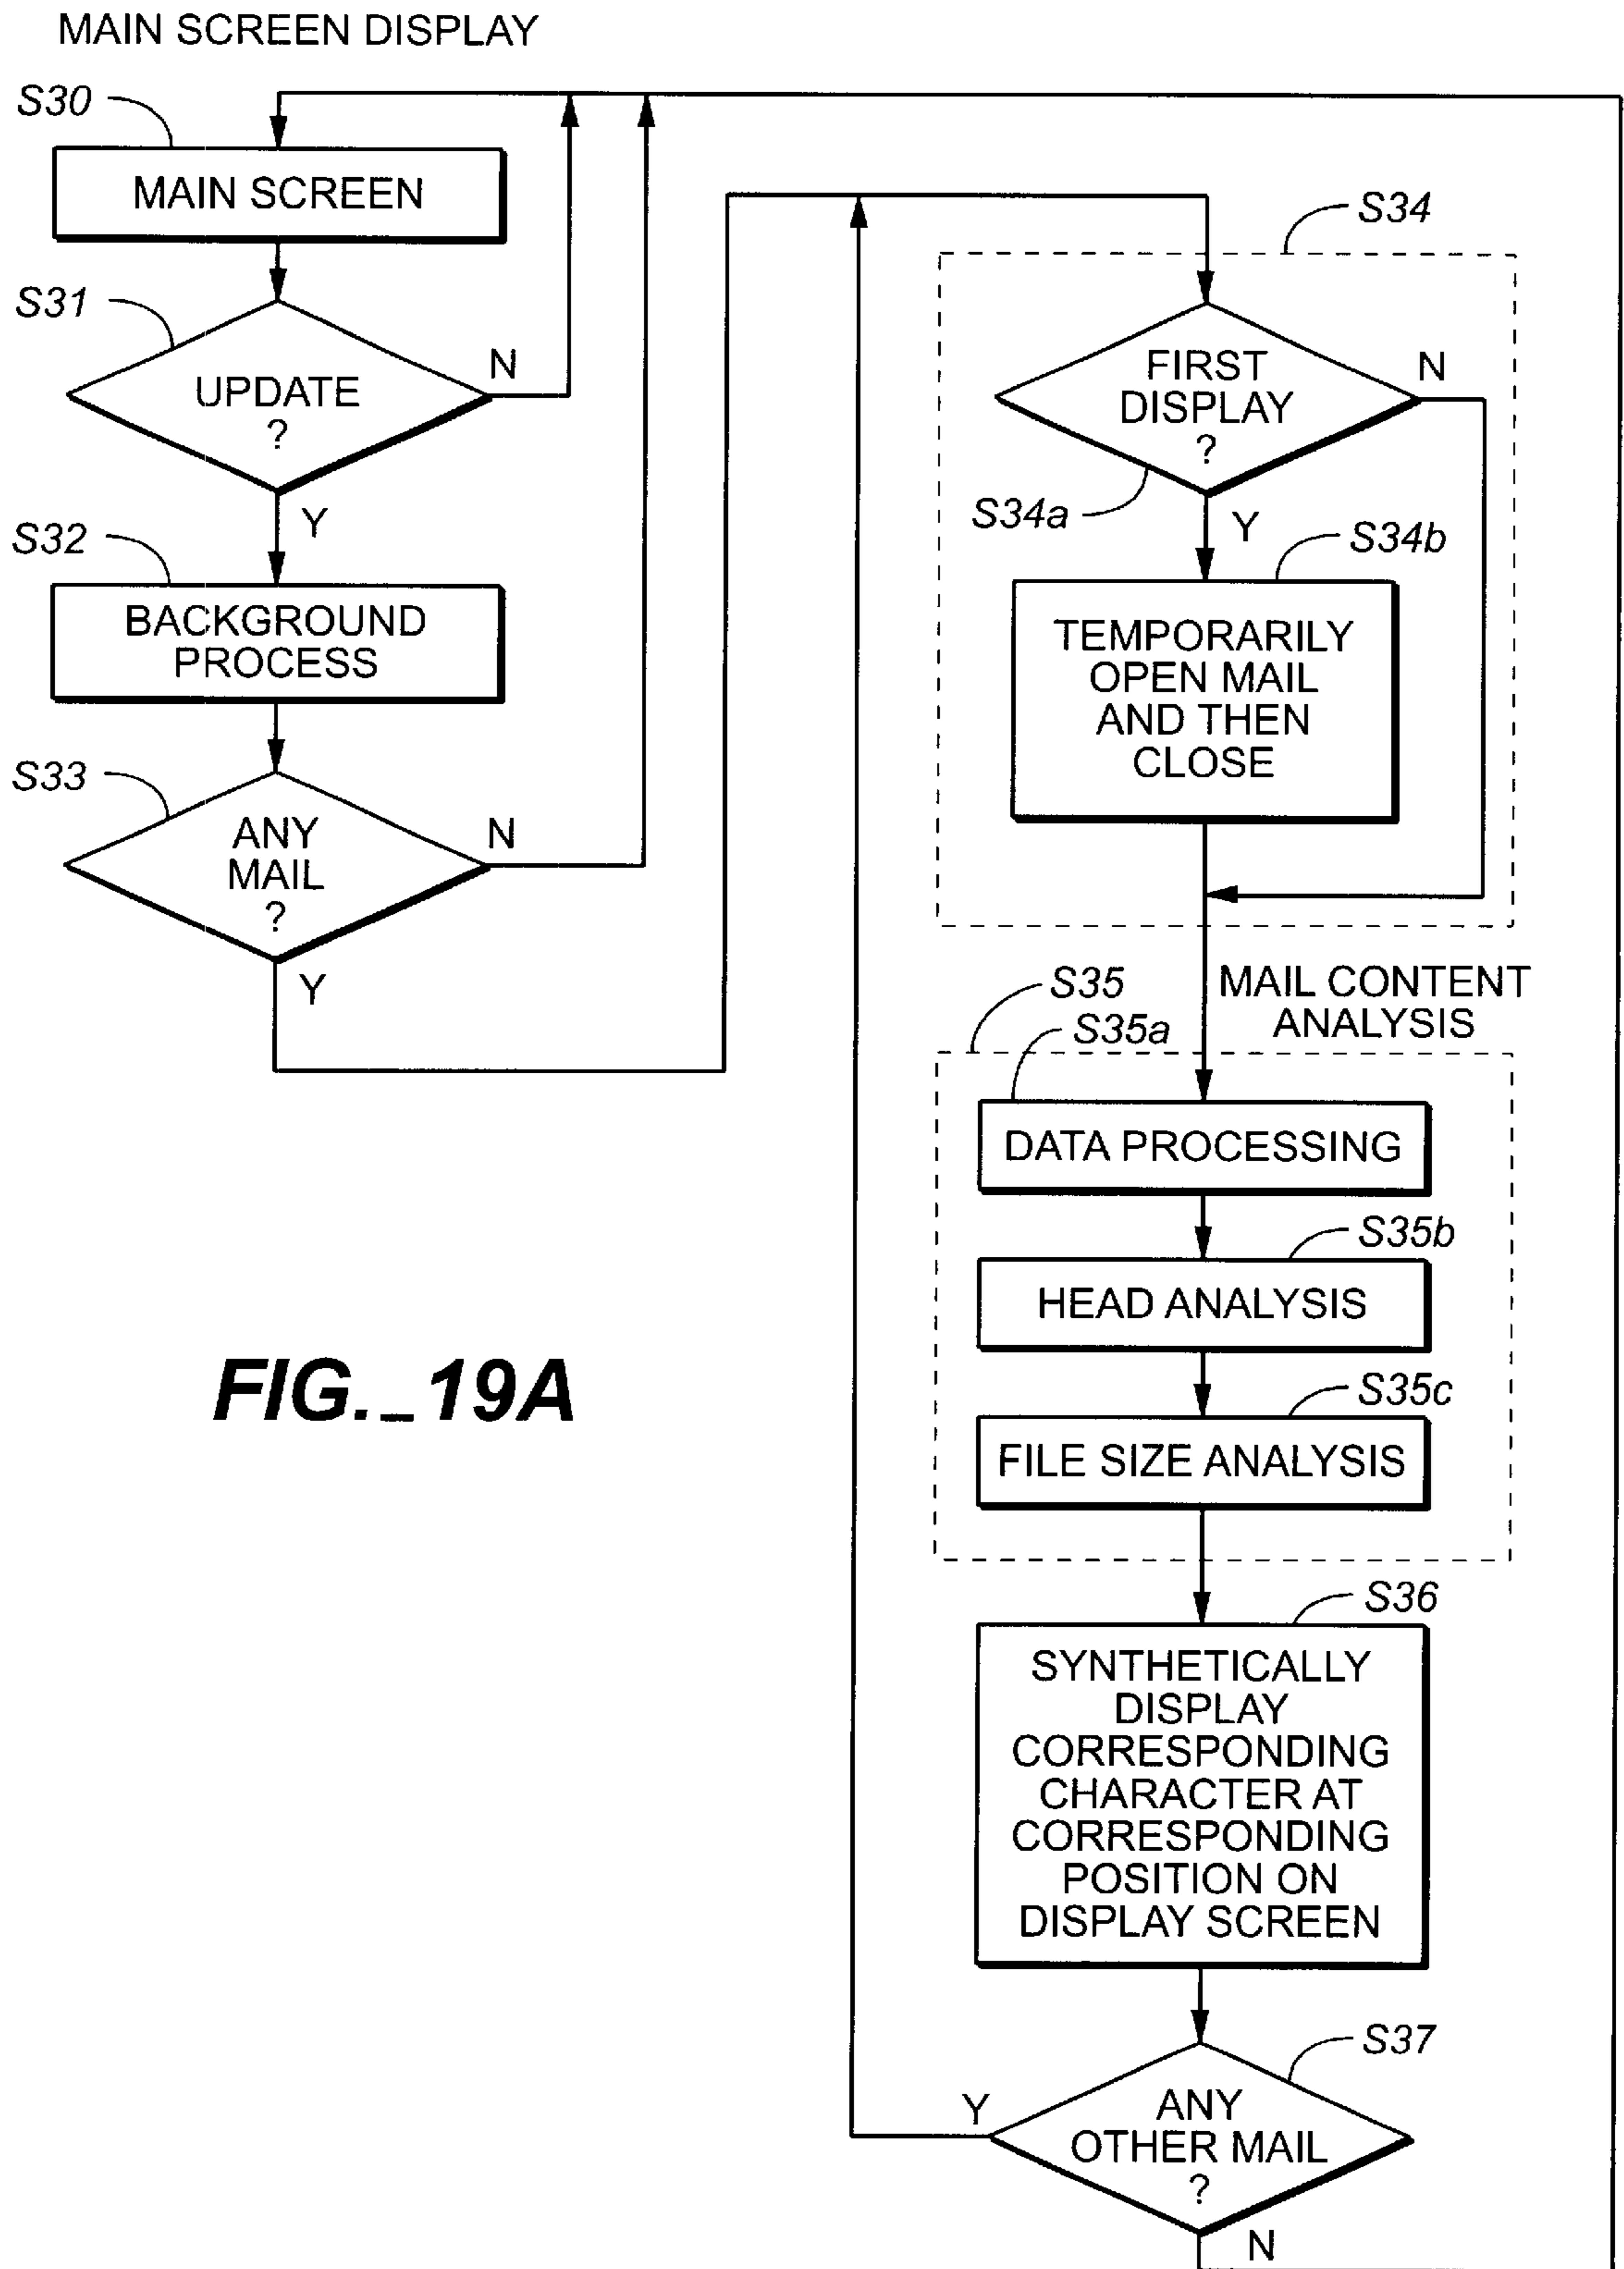 MAIN SCREEN DISPLAY
S30
MAIN SCREEN
S31
UPDATE
?
N
Y
S32
BACKGROUND
PROCESS
S33
ANY
MAIL
?
N
Y
S34
FIRST
DISPLAY
?
N
S34a
Y
S34b
TEMPORARILY
OPEN MAIL
AND THEN
CLOSE
MAIL CONTENT
ANALYSIS
S35
S35a
DATA PROCESSING
S35b
HEAD ANALYSIS
S35c
FILE SIZE ANALYSIS
S36
SYNTHETICALLY
DISPLAY
CORRESPONDING
CHARACTER AT
CORRESPONDING
POSITION ON
DISPLAY SCREEN
S37
ANY
OTHER MAIL
?
Y
N
FIG._19A